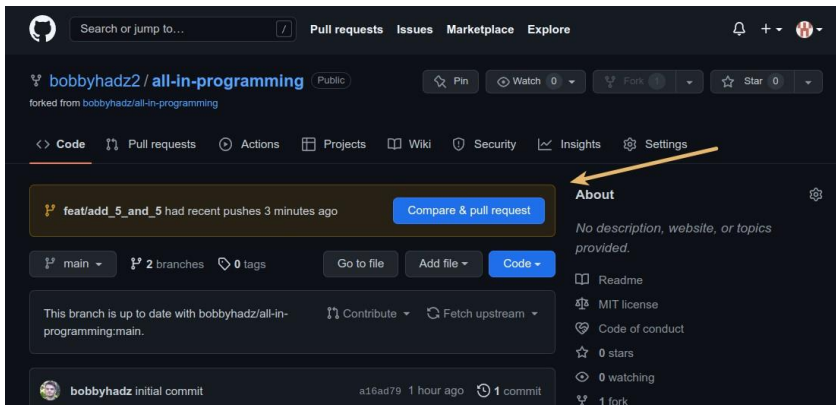 Search or jump to... / Pull requests Issues Marketplace Explore
bobbyhadz2 / all-in-programming Public Pin Watch 0 Fork 1 Star 0
forked from bobbyhadz/all-in-programming
Code Pull requests Actions Projects Wiki Security Insights Settings
feat/add_5_and_5 had recent pushes 3 minutes ago Compare & pull request
main 2 branches 0 tags Go to file Add file Code
This branch is up to date with bobbyhadz/all-in-
programming:main.
Contribute Fetch upstream
bobbyhadz initial commit a16ad79 1 hour ago 1 commit
About
No description, website, or topics
provided.
Readme
MIT license
Code of conduct
0 stars
0 watching
1 fork